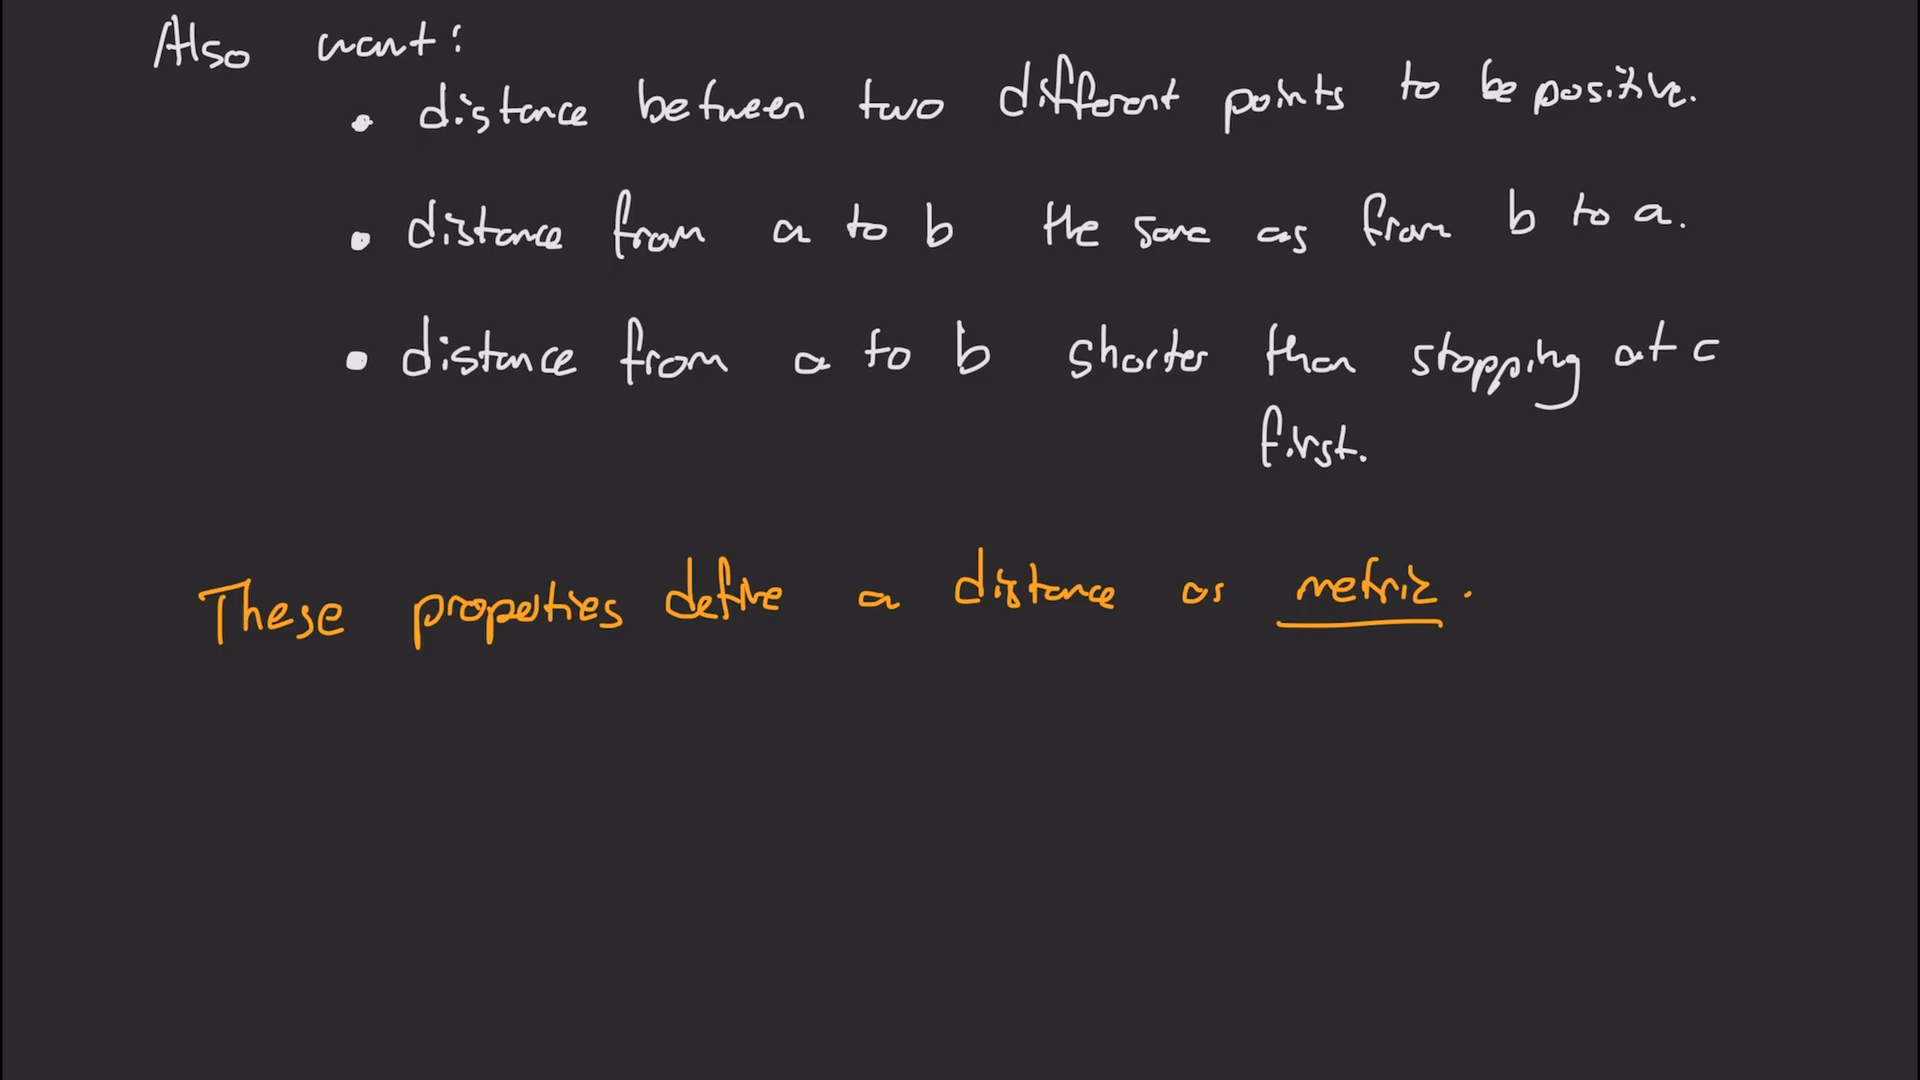 Also want:
• distance between two different points to be positive.
• distance from a to b the same as from b to a.
• distance from a to b shorter than stopping at c
first.
These properties define a distance as metric.